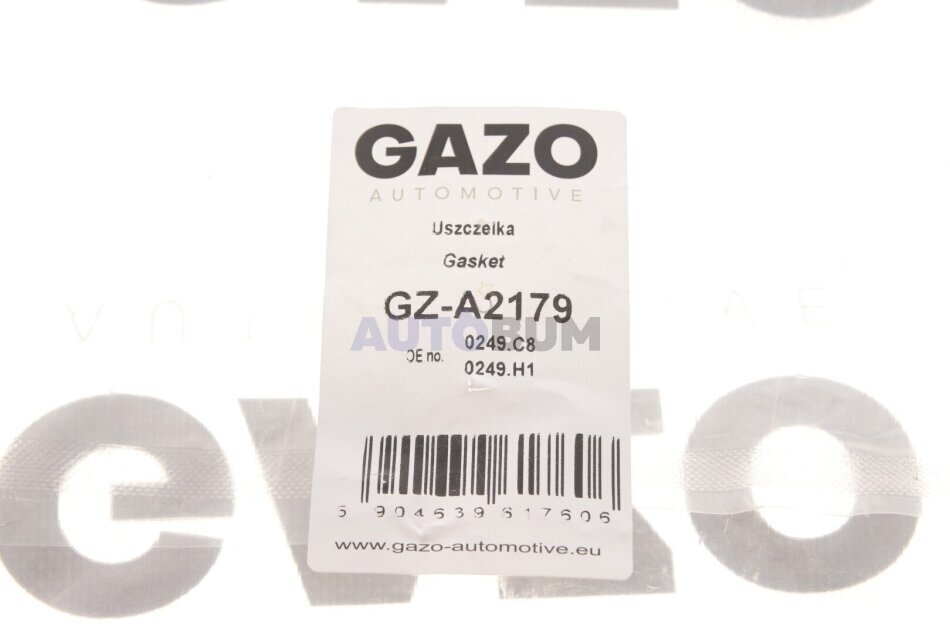 GAZO
AUTOMOTIVE
Uszczelka
Gasket
GZ-A2179
AUTOBUM
OE no. 0249.C8
0249.H1
5 904639 617606
www.gazo-automotive.eu